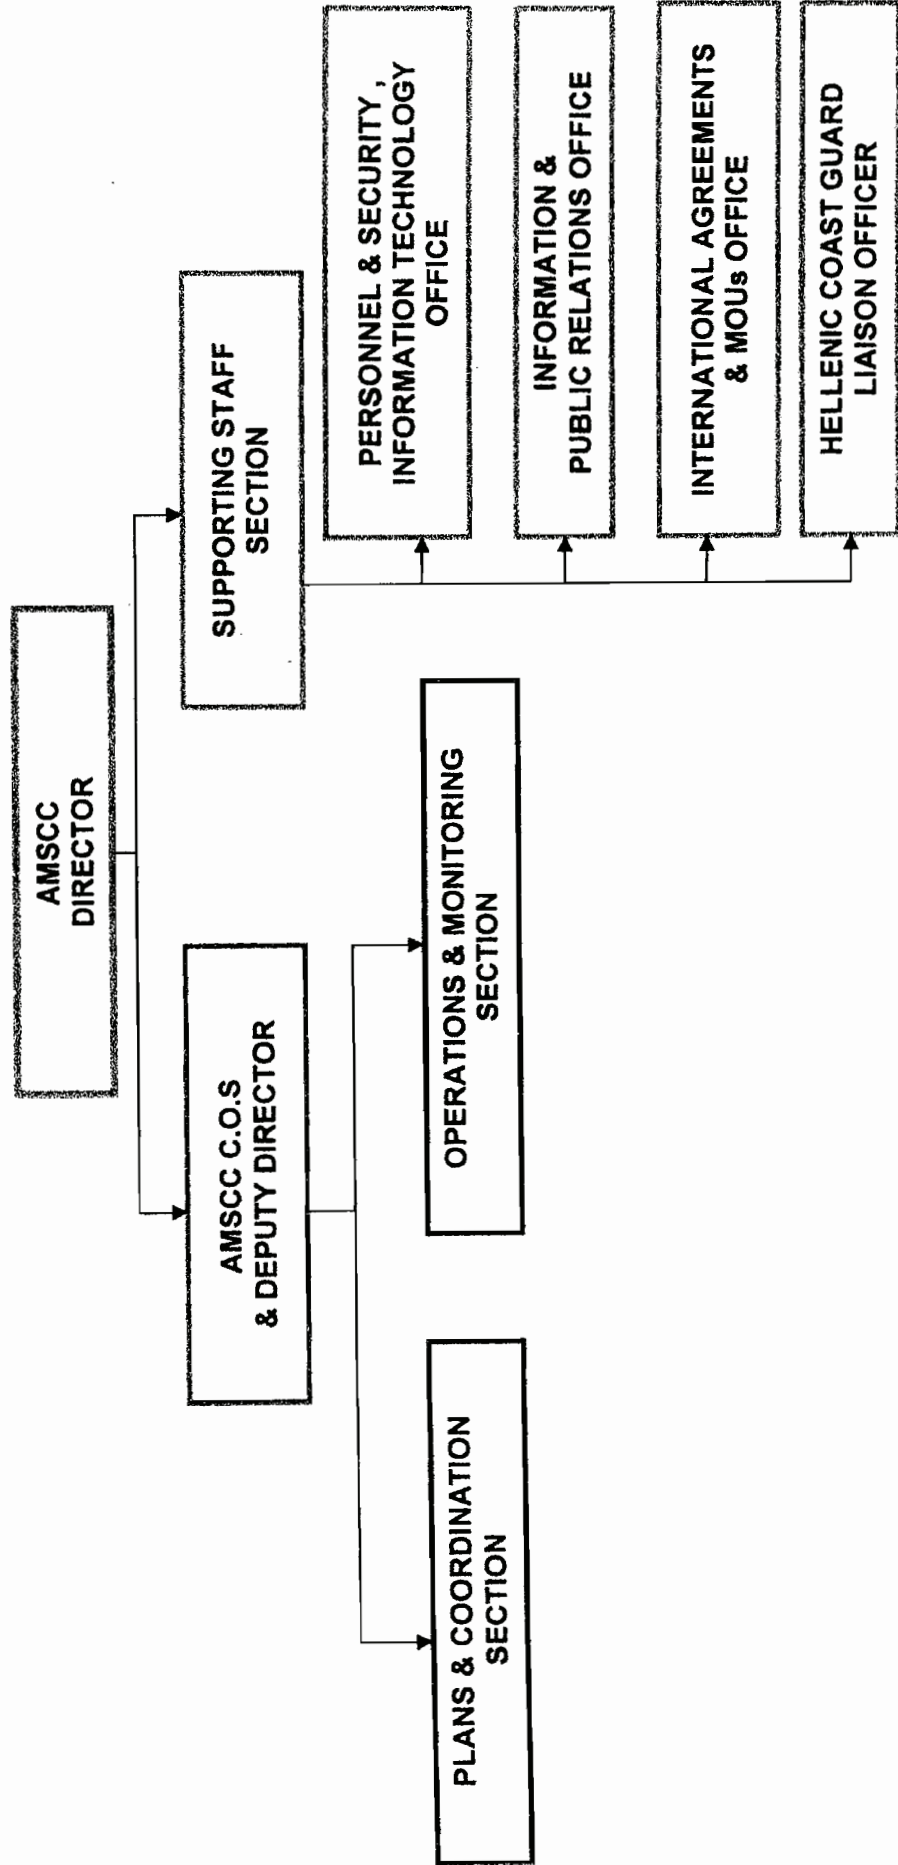 AMSCC
DIRECTOR
AMSCC C.O.S
& DEPUTY DIRECTOR
SUPPORTING STAFF
SECTION
PLANS & COORDINATION
SECTION
OPERATIONS & MONITORING
SECTION
PERSONNEL & SECURITY ,
INFORMATION TECHNOLOGY
OFFICE
INFORMATION &
PUBLIC RELATIONS OFFICE
INTERNATIONAL AGREEMENTS
& MOUs OFFICE
HELLENIC COAST GUARD
LIAISON OFFICER